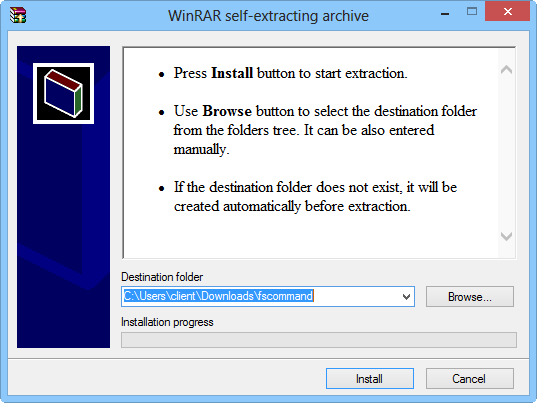 WinRAR self-extracting archive
• Press Install button to start extraction.
• Use Browse button to select the destination folder
from the folders tree. It can be also entered
manually.
• If the destination folder does not exist, it will be
created automatically before extraction.
Destination folder
C:\Users\client\Downloads\fscommand
Browse...
Installation progress
Install
Cancel